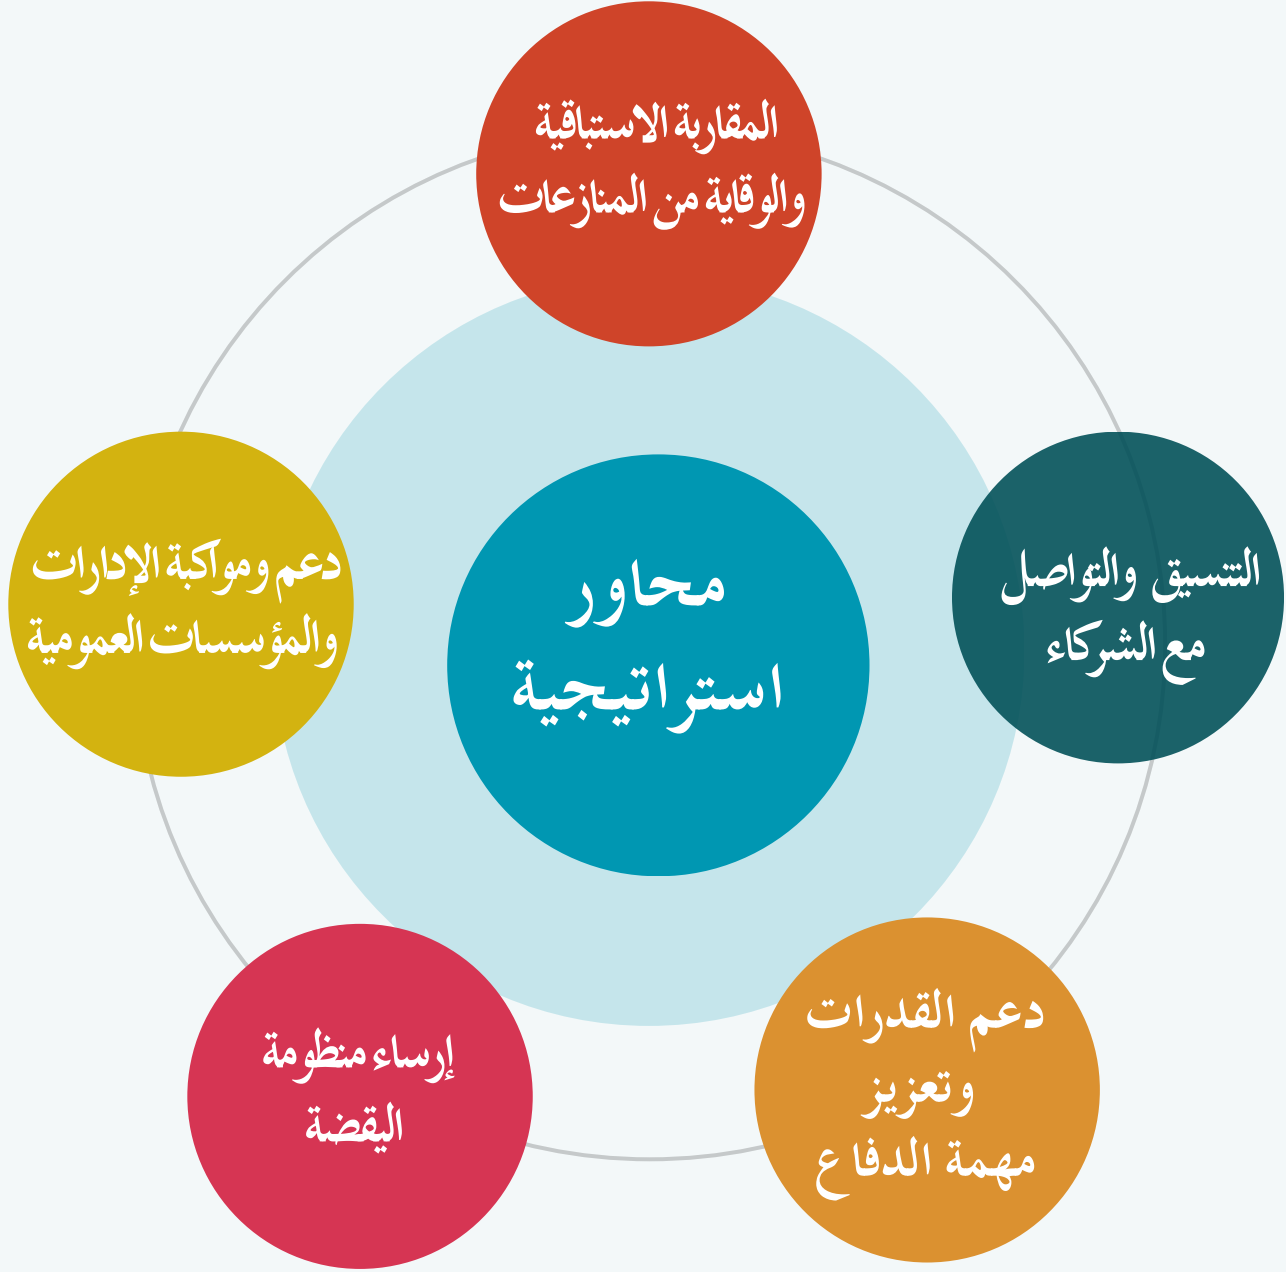 المقاربة الاستباقية
والوقاية من المنازعات
دعم ومواكبة الإدارات
والمؤسسات العمومية
محاور
استراتيجية
التنسيق والتواصل
مع الشركاء
إرساء منظومة
اليقضة
دعم القدرات
وتعزيز
مهمة الدفاع